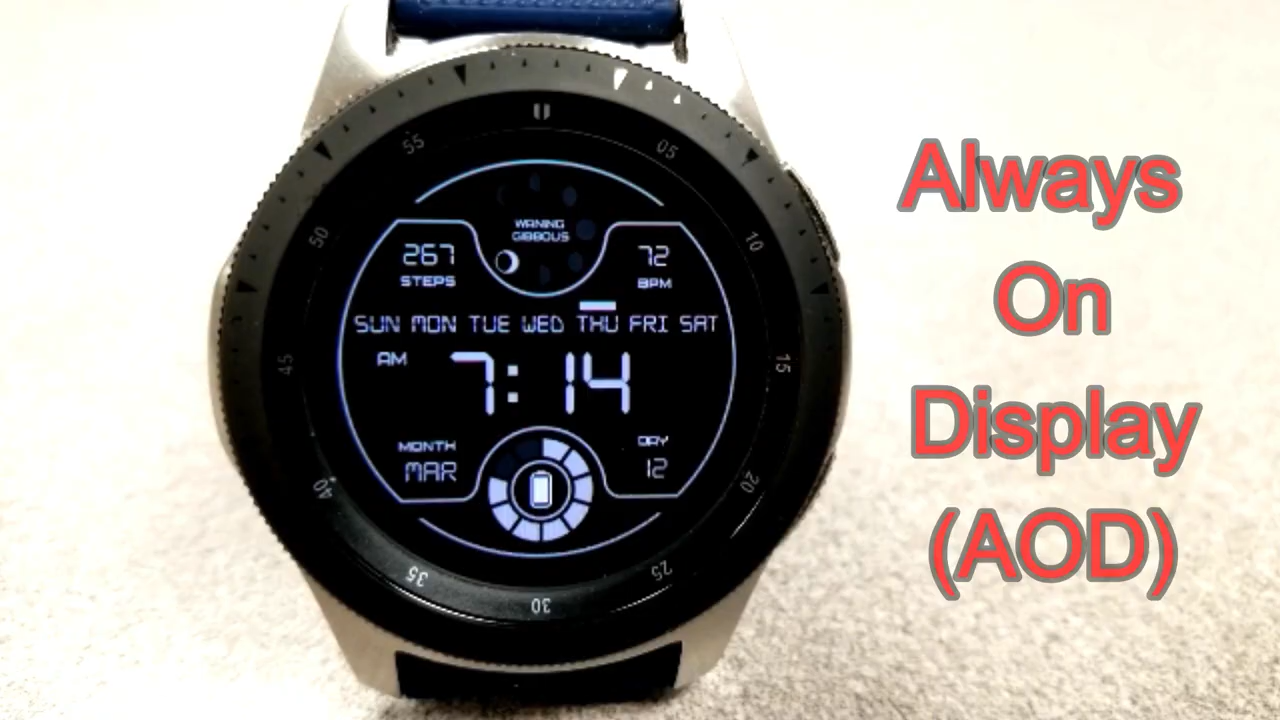 55
05
50
10
WANING
GIBBOUS
267
STEPS
72
BPM
SUN MON TUE WED THU FRI SAT
AM
7:14
45
15
MONTH
MAR
DAY
12
40
20
35
25
30
Always
On
Display
(AOD)